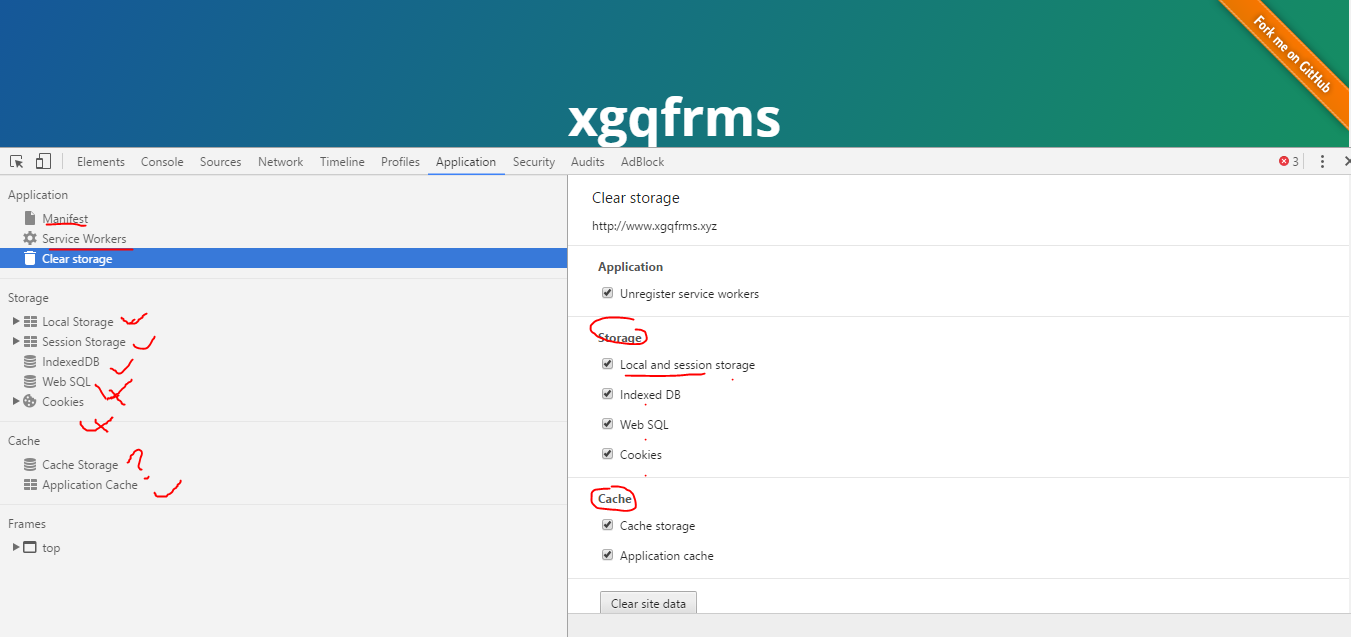 Fork me on GitHub
xgqfrms
Elements Console Sources Network Timeline Profiles Application Security Audits AdBlock 3
Application
Manifest
Service Workers
Clear storage
Storage
Local Storage
Session Storage
IndexedDB
Web SQL
Cookies
Cache
Cache Storage ?
Application Cache
Frames
top
Clear storage
http://www.xgqfrms.xyz
Application
Unregister service workers
Storage
Local and session storage
Indexed DB
Web SQL
Cookies
Cache
Cache storage
Application cache
Clear site data